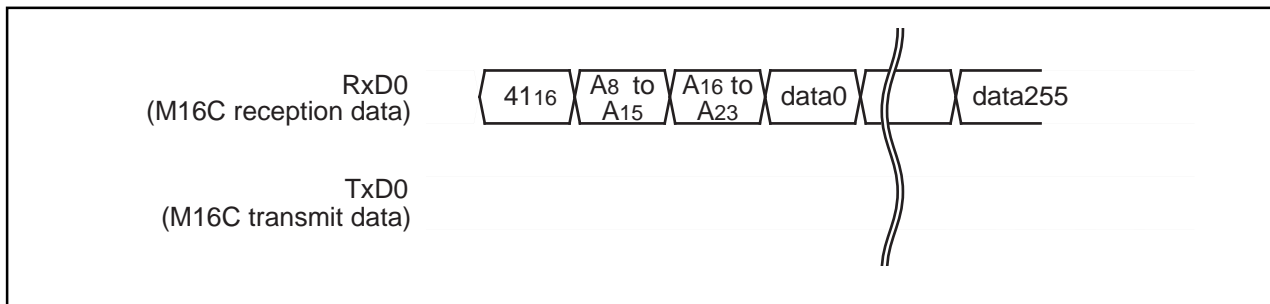 RxD0
(M16C reception data)
4116
A8 to
A15
A16 to
A23
data0
data255
TxD0
(M16C transmit data)